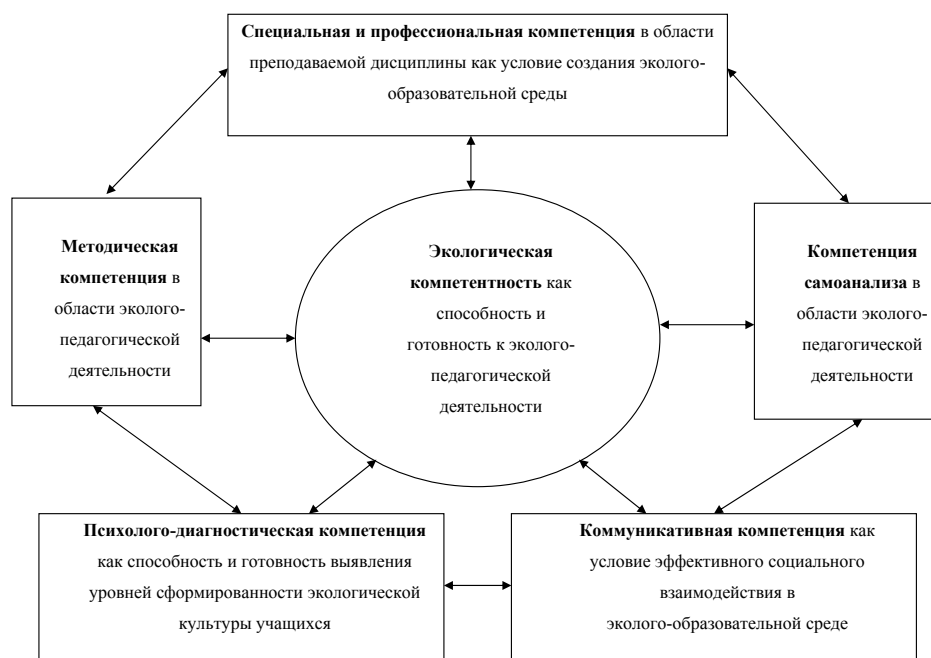 Специальная и профессиональная компетенция в области
преподаваемой дисциплины как условие создания эколого-
образовательной среды
Методическая
компетенция в
области эколого-
педагогической
деятельности
Экологическая
компетентность как
способность и
готовность к эколого-
педагогической
деятельности
Компетенция
самоанализа в
области эколого-
педагогической
деятельности
Психолого-диагностическая компетенция
как способность и готовность выявления
уровней сформированности экологической
культуры учащихся
Коммуникативная компетенция как
условие эффективного социального
взаимодействия в
эколого-образовательной среде